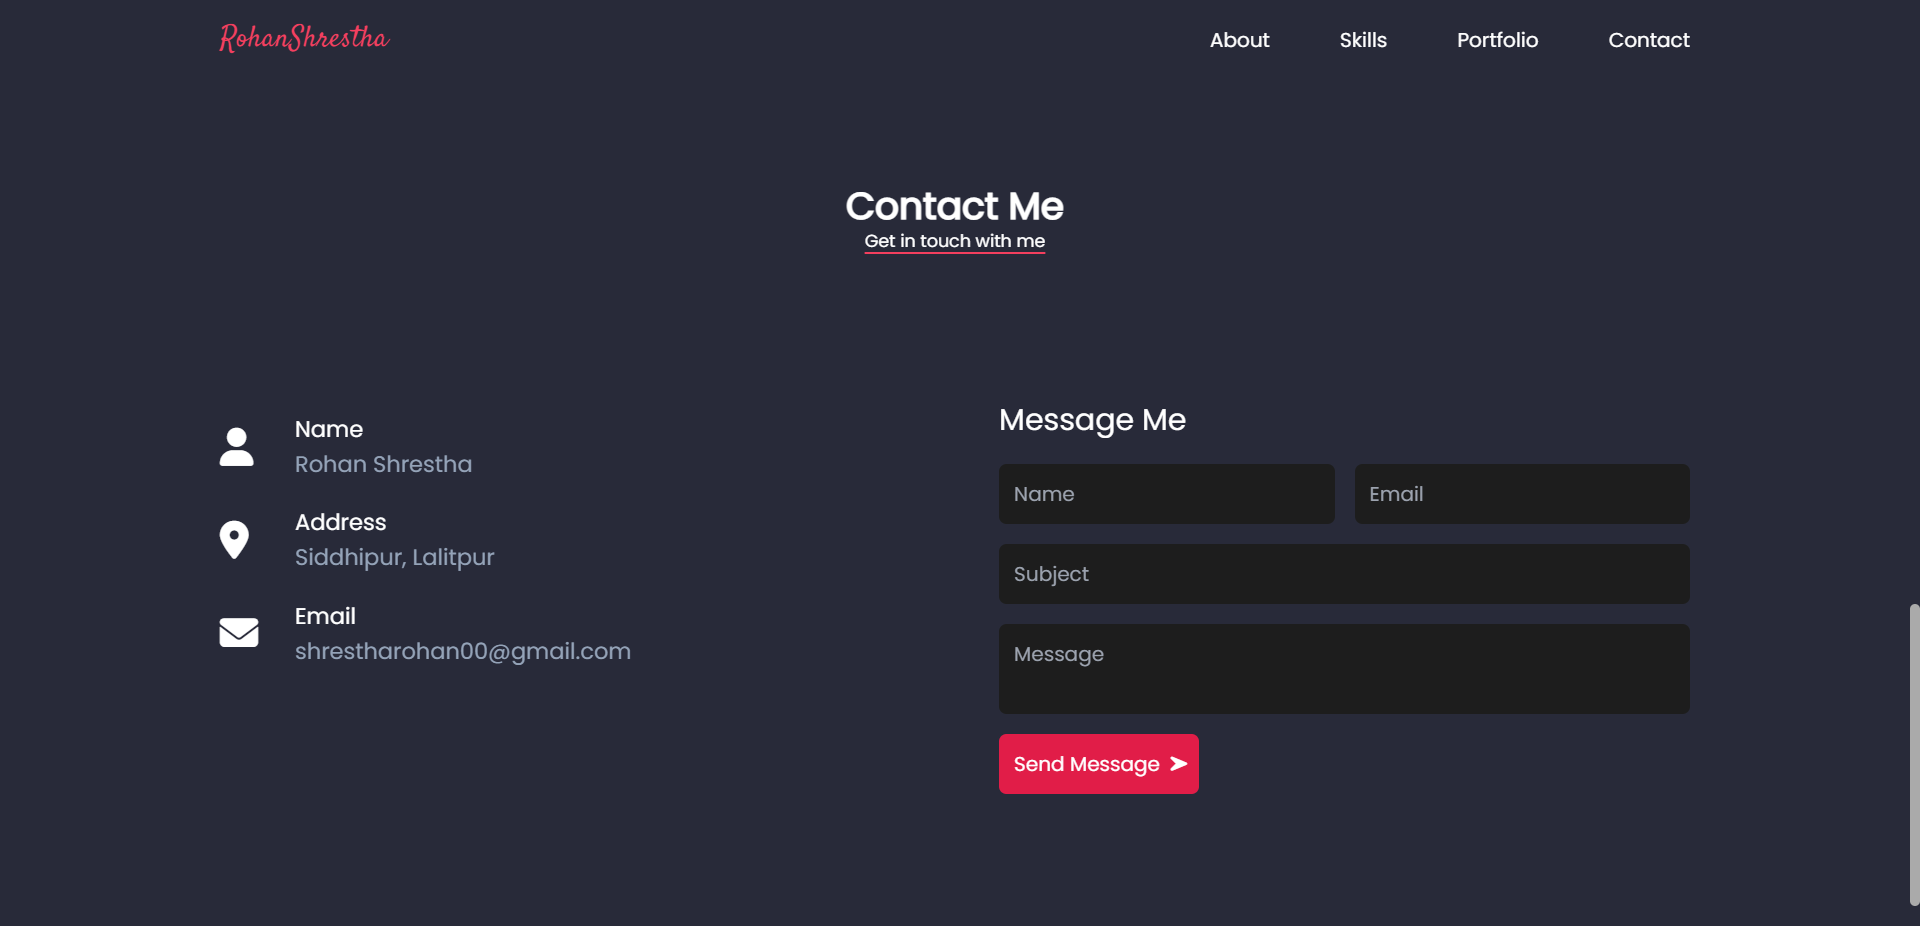 RohanShrestha
About Skills Portfolio Contact
Contact Me
Get in touch with me
Name
Rohan Shrestha
Address
Siddhipur, Lalitpur
Email
shrestharohan00@gmail.com
Message Me
Name Email
Subject
Message
Send Message